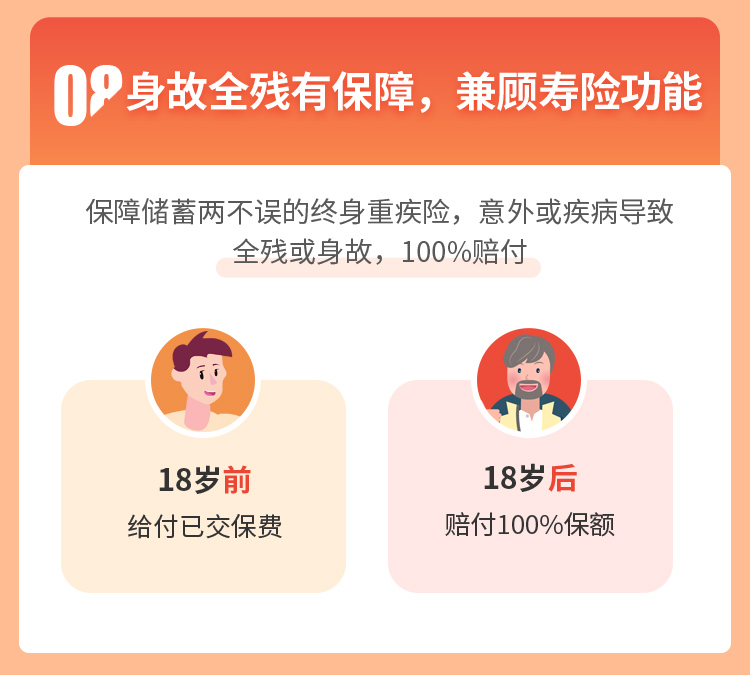 08 身故全残有保障，兼顾寿险功能
保障储蓄两不误的终身重疾险，意外或疾病导致
全残或身故，100%赔付
18岁前
给付已交保费
18岁后
赔付100%保额